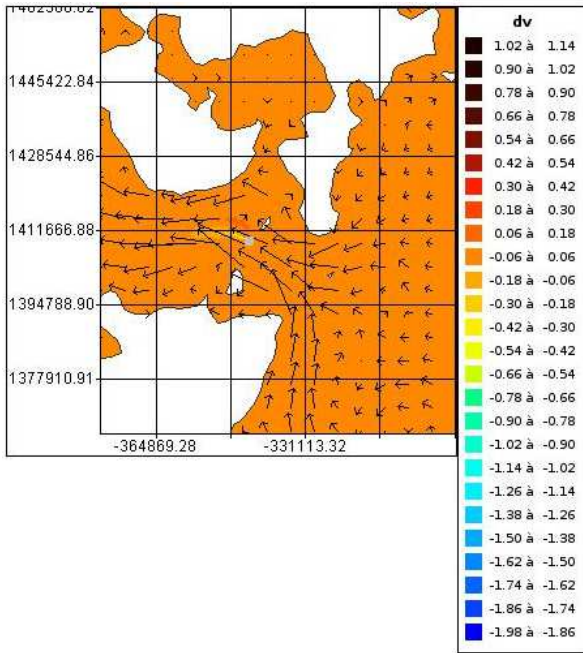 1445422.84
1428544.86
1411666.88
1394788.90
1377910.91
-364869.28 -331113.32
dv
1.02 à 1.14
0.90 à 1.02
0.78 à 0.90
0.66 à 0.78
0.54 à 0.66
0.42 à 0.54
0.30 à 0.42
0.18 à 0.30
0.06 à 0.18
-0.06 à 0.06
-0.18 à -0.06
-0.30 à -0.18
-0.42 à -0.30
-0.54 à -0.42
-0.66 à -0.54
-0.78 à -0.66
-0.90 à -0.78
-1.02 à -0.90
-1.14 à -1.02
-1.26 à -1.14
-1.38 à -1.26
-1.50 à -1.38
-1.62 à -1.50
-1.74 à -1.62
-1.86 à -1.74
-1.98 à -1.86